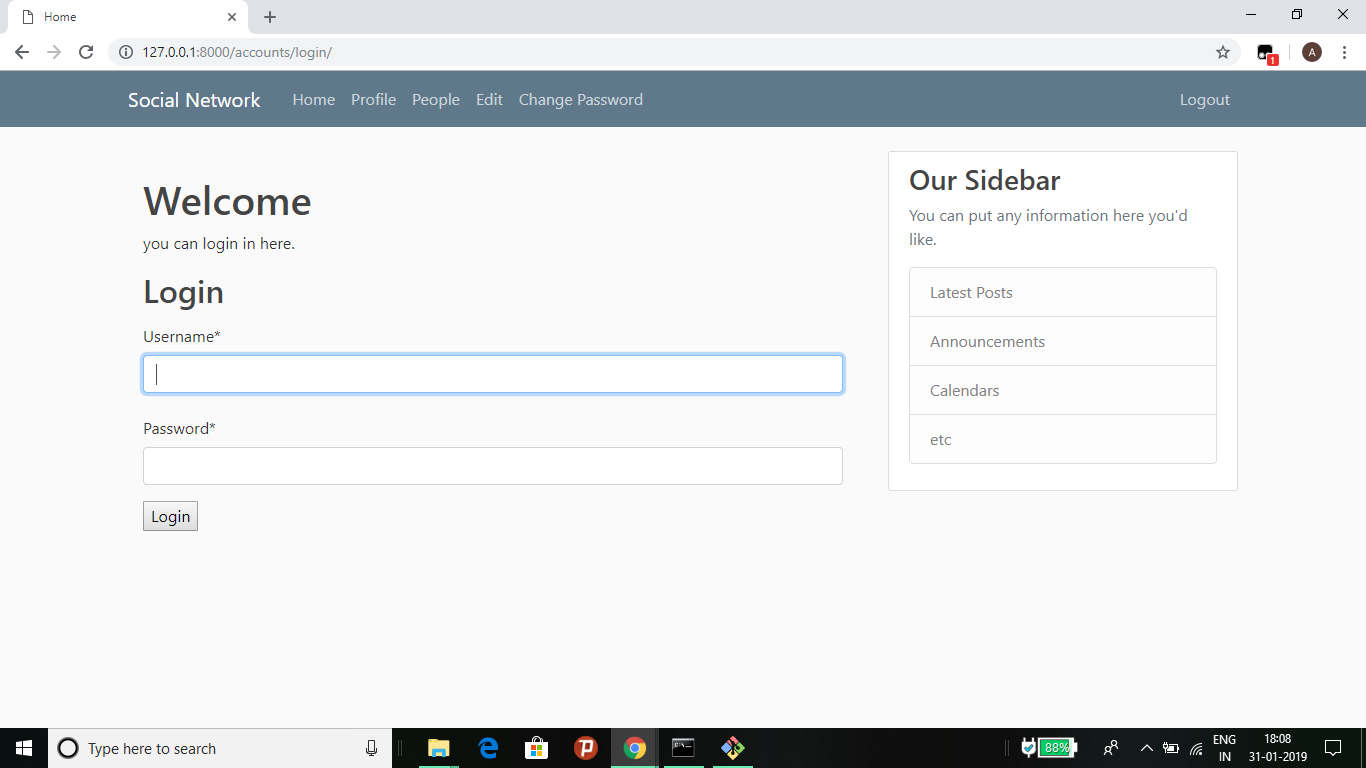 Home
127.0.0.1:8000/accounts/login/
A
1
Social Network Home Profile People Edit Change Password Logout
Welcome
you can login in here.
Login
Username*
Password*
Login
Our Sidebar
You can put any information here you'd
like.
Latest Posts
Announcements
Calendars
etc
Type here to search
88%
ENG
IN
18:08
31-01-2019